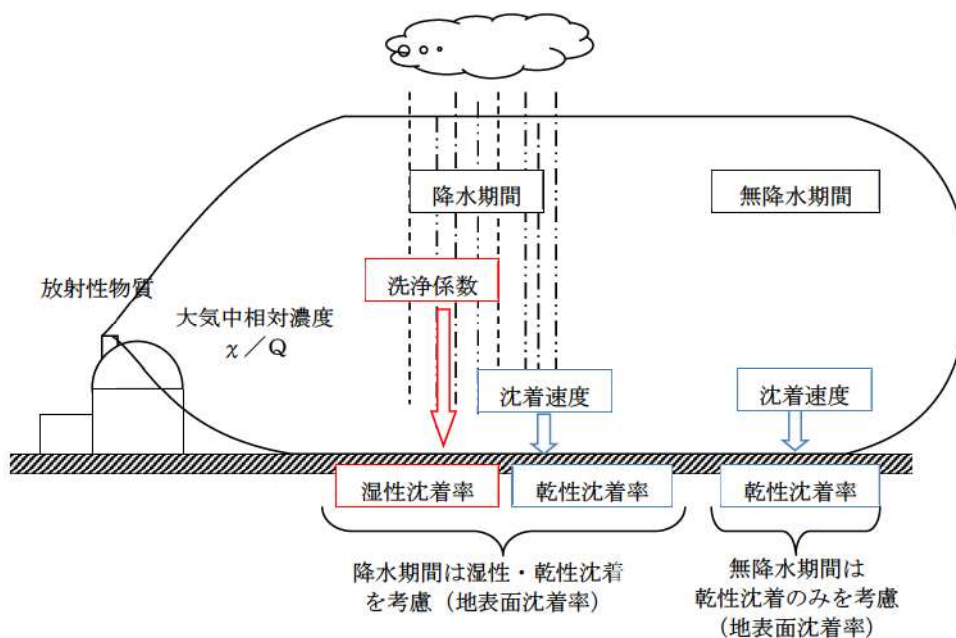 降水期間
無降水期間
洗浄係数
放射性物質
大気中相対濃度
χ/Q
沈着速度
沈着速度
湿性沈着率
乾性沈着率
乾性沈着率
降水期間は湿性・乾性沈着
を考慮（地表面沈着率）
無降水期間は
乾性沈着のみを考慮
（地表面沈着率）